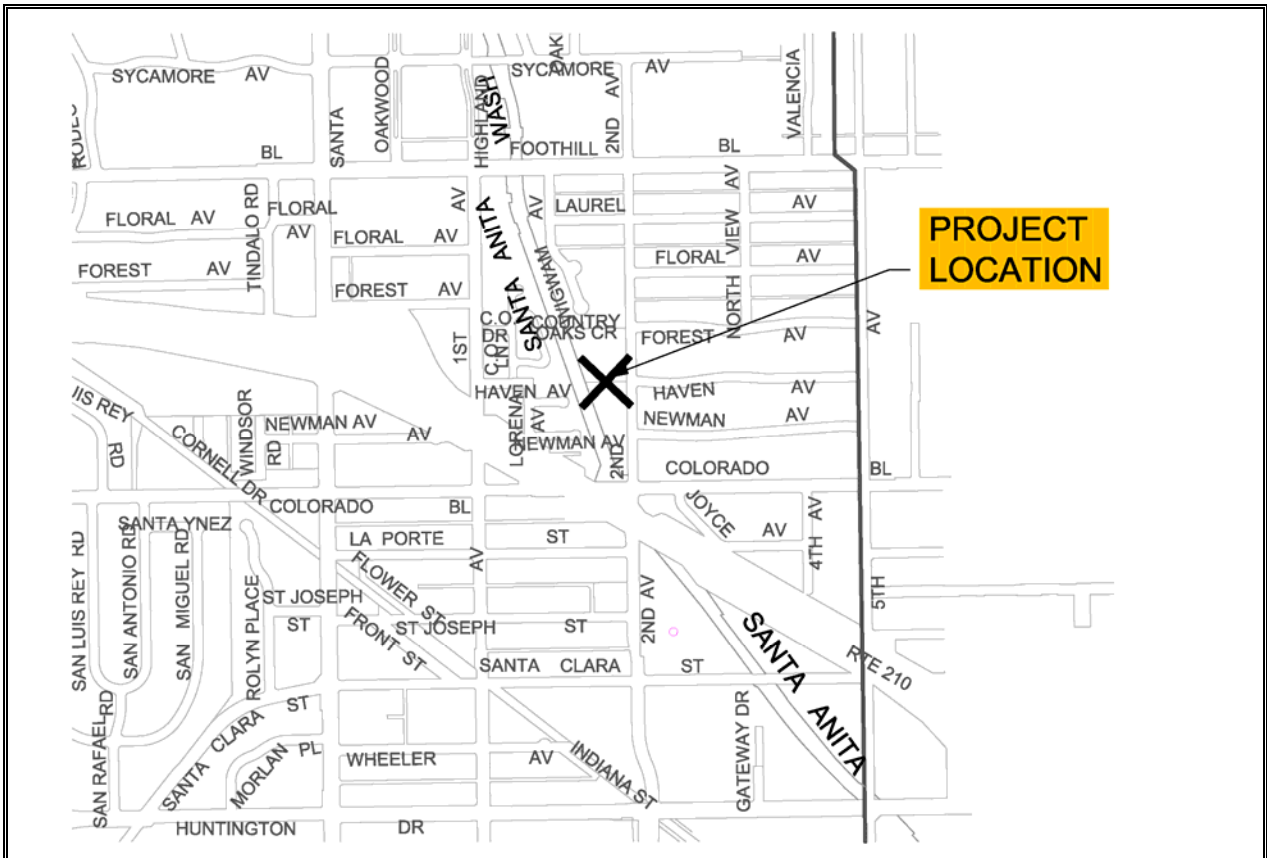 SYCAMORE AV
SANTA
OAKWOOD
HIGHLAND
WASH
SYCAMORE AV
OAK
2ND AV
VALENCIA
RODEO
BL
FOOTHILL BL
TINDALO RD
FLORAL AV
FLORAL
AV
FLORAL AV
AV
SANTA ANITA
AV
LAUREL AV
AV
NORTH VIEW
FLORAL AV
PROJECT
LOCATION
FOREST AV
FOREST AV
WIGWAM
1ST
C.O.
DR
C.O.
LN
COUNTRY
OAKS CR
FOREST AV
AV
HAVEN AV
HAVEN AV
LUIS REY
RD
CORNELL DR
WINDSOR
RD
NEWMAN AV
AV
LORENA
AV
NEWMAN AV
2ND
NEWMAN AV
COLORADO BL
COLORADO BL
SANTA YNEZ
LA PORTE ST
AV
JOYCE AV
4TH AV
5TH
SAN LUIS REY RD
SAN ANTONIO RD
SAN MIGUEL RD
ROLYN PLACE
ST JOSEPH
ST
FLOWER ST
FRONT ST
ST JOSEPH ST
2ND AV
SANTA CLARA ST
SANTA ANITA
RTE 210
SAN RAFAEL RD
SANTA CLARA ST
MORLAN PL
WHEELER AV
INDIANA ST
GATEWAY DR
HUNTINGTON DR